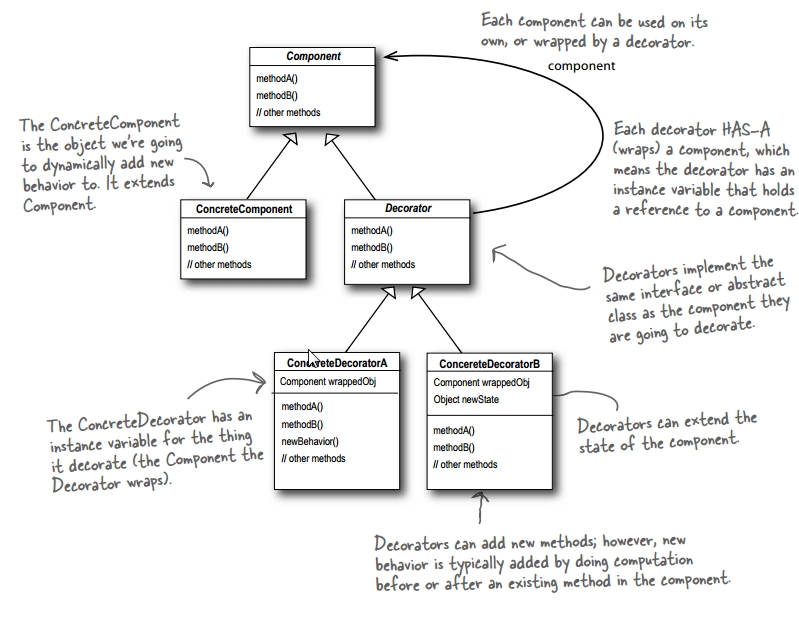 Each component can be used on its
own, or wrapped by a decorator.
component
Component
methodA()
methodB()
// other methods
The ConcreteComponent
is the object we're going
to dynamically add new
behavior to. It extends
Component.
Each decorator HAS-A
(wraps) a component, which
means the decorator has an
instance variable that holds
a reference to a component.
ConcreteComponent
methodA()
methodB()
// other methods
Decorator
methodA()
methodB()
// other methods
Decorators implement the
same interface or abstract
class as the component they
are going to decorate.
ConcreteDecoratorA
Component wrappedObj
methodA()
methodB()
newBehavior()
// other methods
ConcereteDecoratorB
Component wrappedObj
Object newState
methodA()
methodB()
// other methods
The ConcreteDecorator has an
instance variable for the thing
it decorate (the Component the
Decorator wraps).
Decorators can extend the
state of the component.
Decorators can add new methods; however, new
behavior is typically added by doing computation
before or after an existing method in the component.